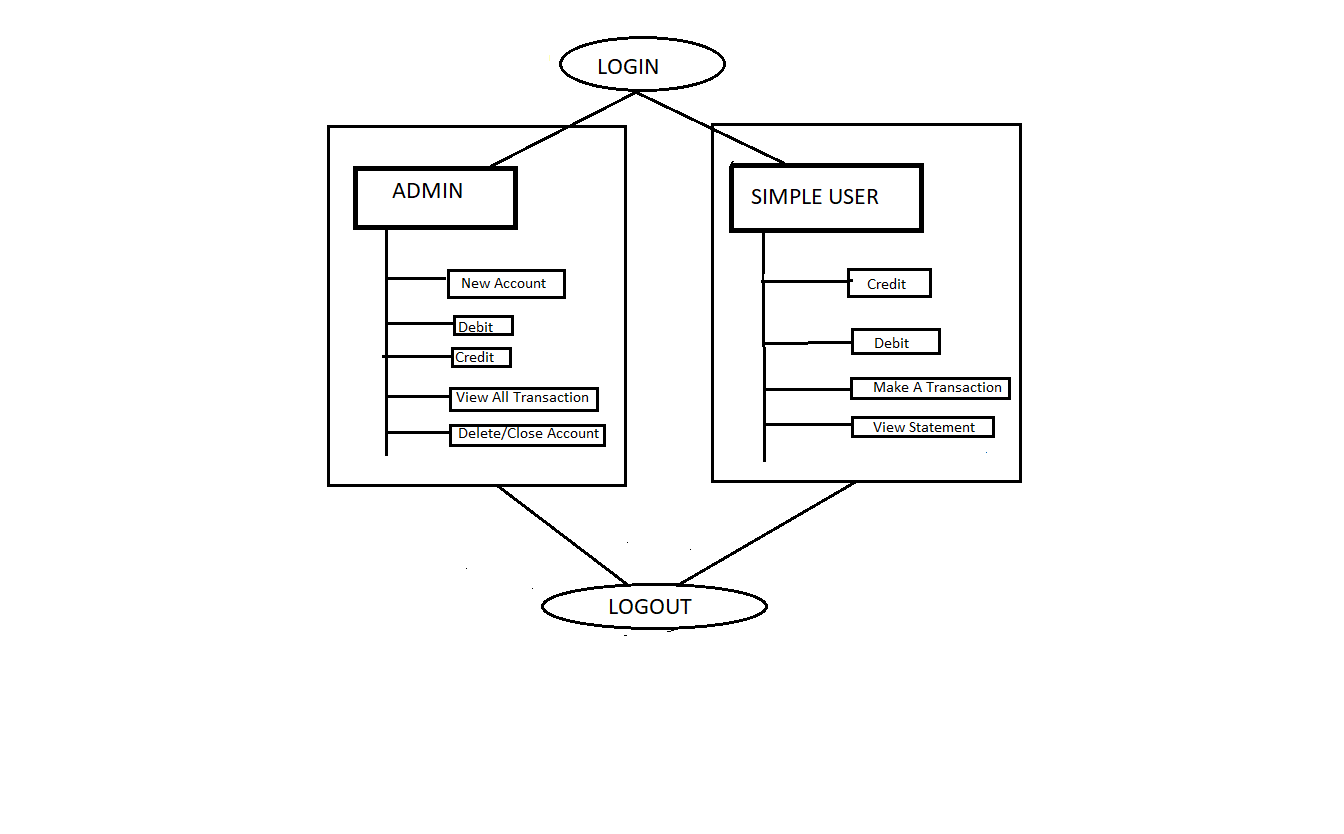 LOGIN
ADMIN
New Account
Debit
Credit
View All Transaction
Delete/Close Account
SIMPLE USER
Credit
Debit
Make A Transaction
View Statement
LOGOUT